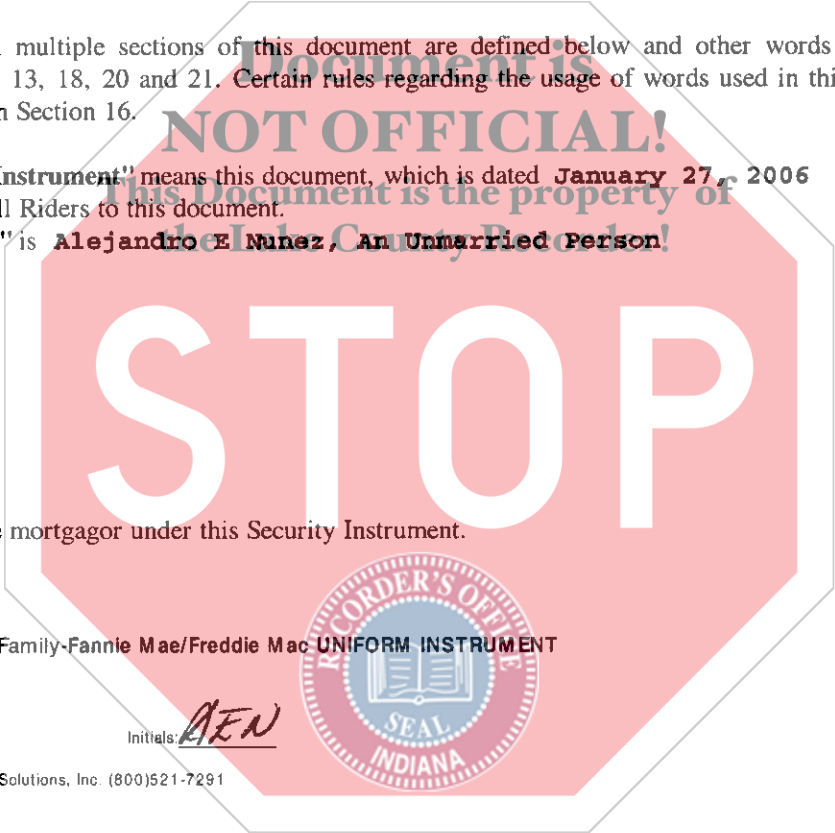 multiple sections of this document are defined below and other words
Document is
13, 18, 20 and 21. Certain rules regarding the usage of words used in thi
n Section 16.
NOT OFFICIAL!
Instrument" means this document, which is dated January 27, 2006
This Document is the property of
ll Riders to this document.
" is Alejandro E Nunez, An Unmarried Person
the Lake County Recorder!
STOP
e mortgagor under this Security Instrument.
RECORDER'S OFFICE
Family-Fannie Mae/Freddie Mac UNIFORM INSTRUMENT
SEAL
Initials: AEN
INDIANA
Solutions, Inc. (800)521-7291